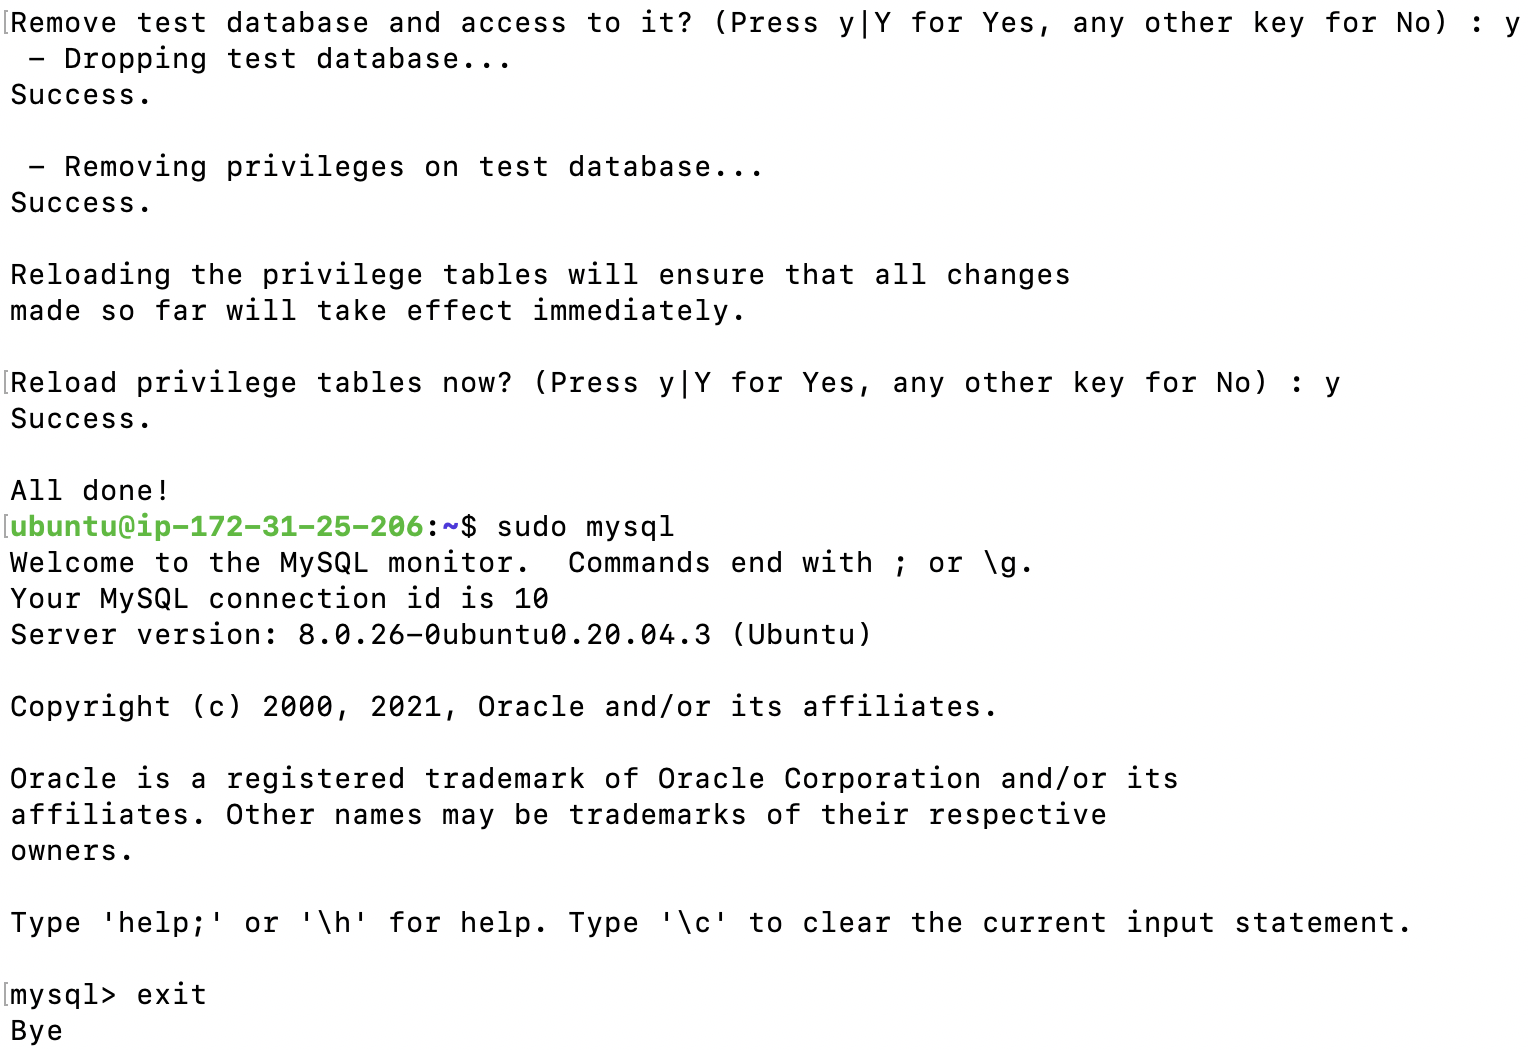 Remove test database and access to it? (Press y|Y for Yes, any other key for No) : y
 - Dropping test database...
Success.

 - Removing privileges on test database...
Success.

Reloading the privilege tables will ensure that all changes
made so far will take effect immediately.

Reload privilege tables now? (Press y|Y for Yes, any other key for No) : y
Success.

All done!
ubuntu@ip-172-31-25-206:~$ sudo mysql
Welcome to the MySQL monitor.  Commands end with ; or \g.
Your MySQL connection id is 10
Server version: 8.0.26-0ubuntu0.20.04.3 (Ubuntu)

Copyright (c) 2000, 2021, Oracle and/or its affiliates.

Oracle is a registered trademark of Oracle Corporation and/or its
affiliates. Other names may be trademarks of their respective
owners.

Type 'help;' or '\h' for help. Type '\c' to clear the current input statement.

mysql> exit
Bye